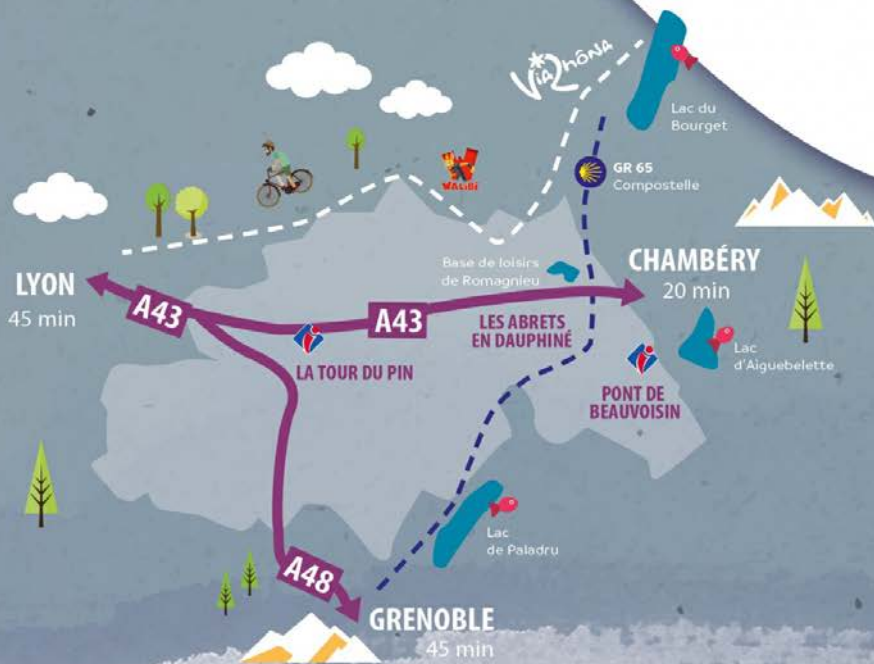 ViaRhôna
Lac du
Bourget
GR 65
Compostelle
WALIBI
Base de loisirs
de Romagnieu
CHAMBÉRY
20 min
LYON
45 min
A43
A43
LES ABRETS
EN DAUPHINÉ
LA TOUR DU PIN
Lac
d'Aiguebelette
PONT DE
BEAUVOISIN
Lac
de Paladru
A48
GRENOBLE
45 min